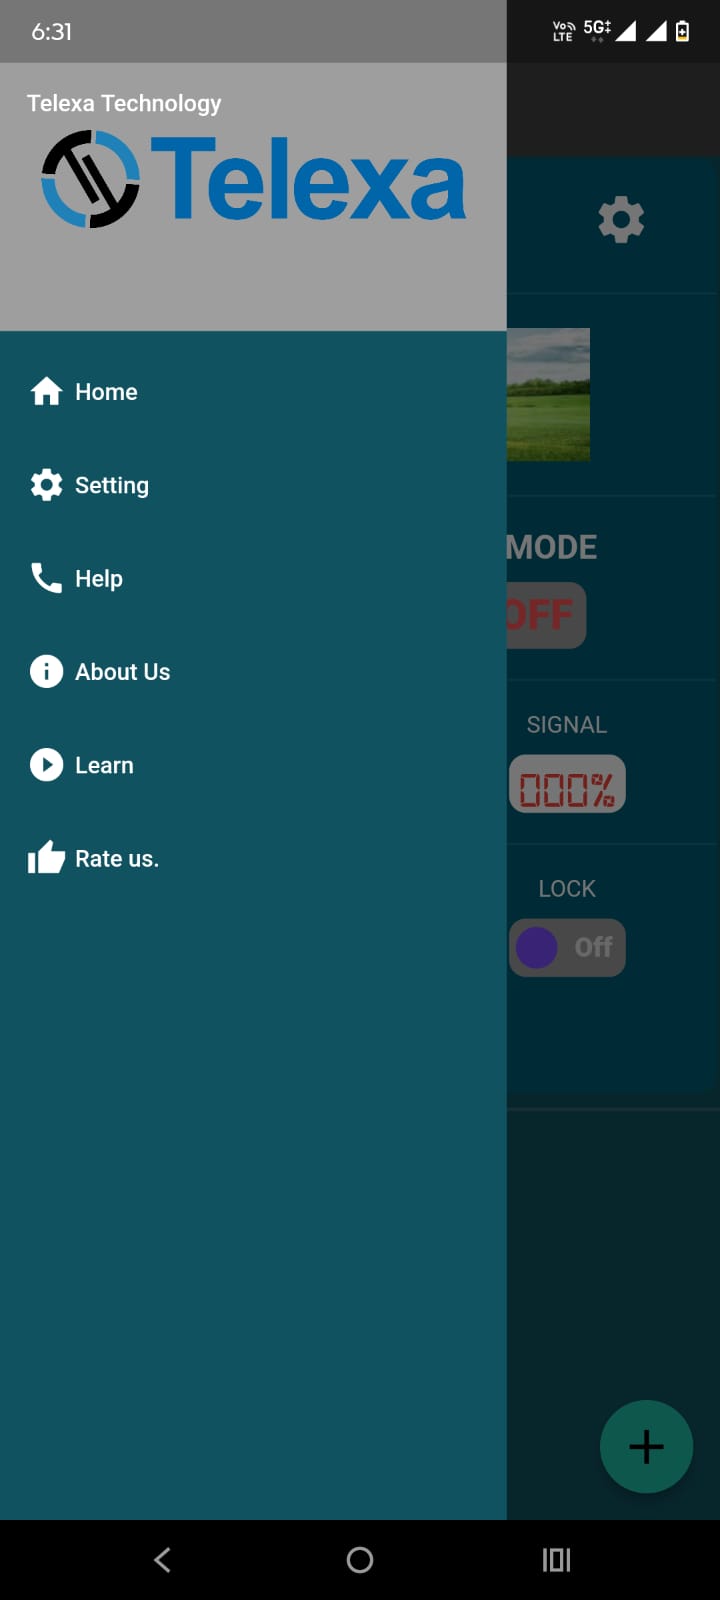 6:31
Vo LTE 5G
Telexa Technology
Telexa
Home
Setting
Help
About Us
Learn
Rate us.
MODE
OFF
SIGNAL
000%
LOCK
Off